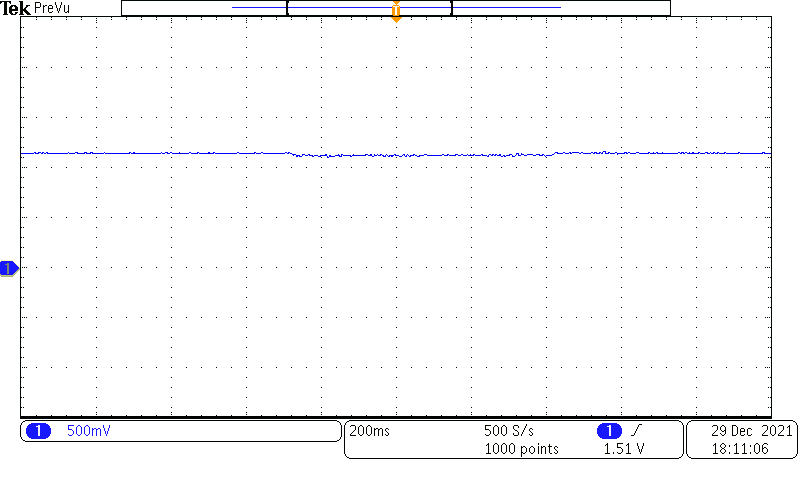 Tek PreVu
T
1
1 500mV
200ms 500 S/s 1 29 Dec 2021
1000 points 1.51 V 18:11:06